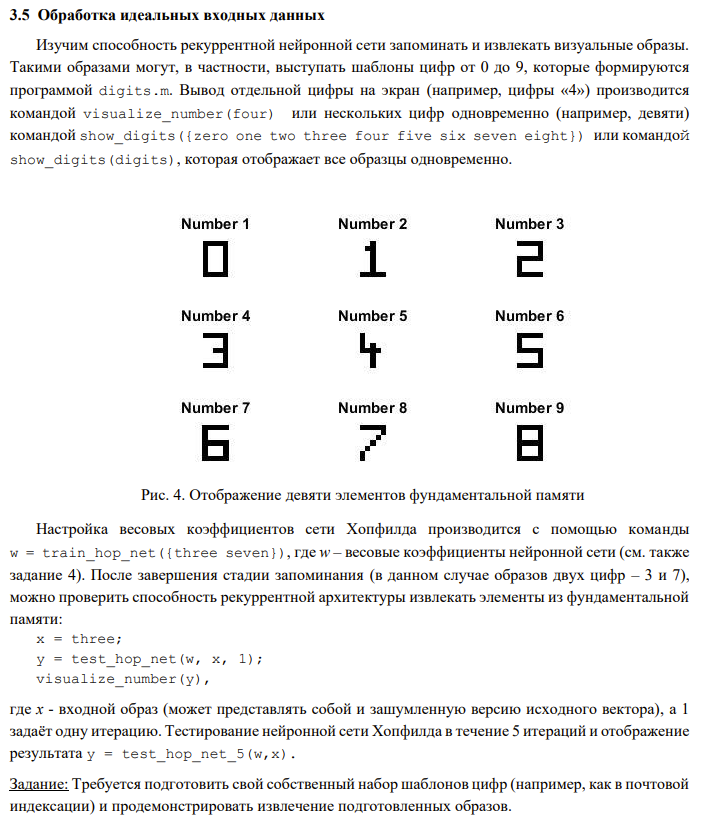 3.5 Обработка идеальных входных данных
Изучим способность рекуррентной нейронной сети запоминать и извлекать визуальные образы.
Такими образами могут, в частности, выступать шаблоны цифр от 0 до 9, которые формируются
программой digits.m. Вывод отдельной цифры на экран (например, цифры «4») производится
командой visualize_number(four) или нескольких цифр одновременно (например, девяти)
командой show_digits({zero one two three four five six seven eight}) или командой
show_digits(digits), которая отображает все образцы одновременно.
Number 1 Number 2 Number 3
0 1 2
Number 4 Number 5 Number 6
3 4 5
Number 7 Number 8 Number 9
6 7 8
Рис. 4. Отображение девяти элементов фундаментальной памяти
Настройка весовых коэффициентов сети Хопфилда производится с помощью команды
w = train_hop_net({three seven}), где w – весовые коэффициенты нейронной сети (см. также
задание 4). После завершения стадии запоминания (в данном случае образов двух цифр – 3 и 7),
можно проверить способность рекуррентной архитектуры извлекать элементы из фундаментальной
памяти:
x = three;
y = test_hop_net(w, x, 1);
visualize_number(y),
где x - входной образ (может представлять собой и зашумленную версию исходного вектора), а 1
задаёт одну итерацию. Тестирование нейронной сети Хопфилда в течение 5 итераций и отображение
результата y = test_hop_net_5(w,x).
Задание: Требуется подготовить свой собственный набор шаблонов цифр (например, как в почтовой
индексации) и продемонстрировать извлечение подготовленных образов.